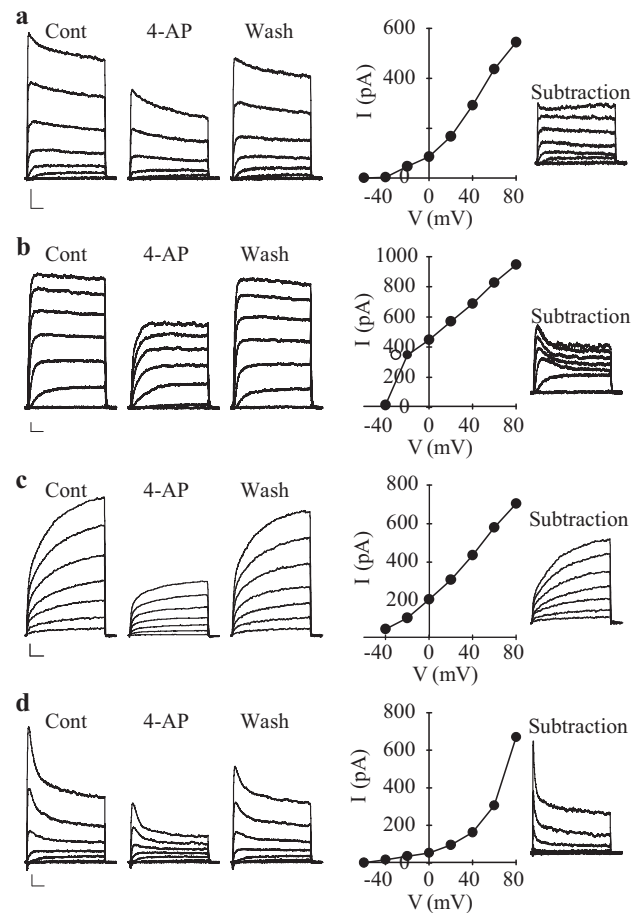 a
Cont 4-AP Wash
I (pA)
600
400
0
-40 0 40 80
V (mV)
Subtraction
b
Cont 4-AP Wash
I (pA)
1000
800
600
400
200
0
-40 0 40 80
V (mV)
Subtraction
c
Cont 4-AP Wash
I (pA)
800
600
400
200
-40 0 40 80
V (mV)
Subtraction
d
Cont 4-AP Wash
I (pA)
800
600
400
200
0
-40 0 40 80
V (mV)
Subtraction